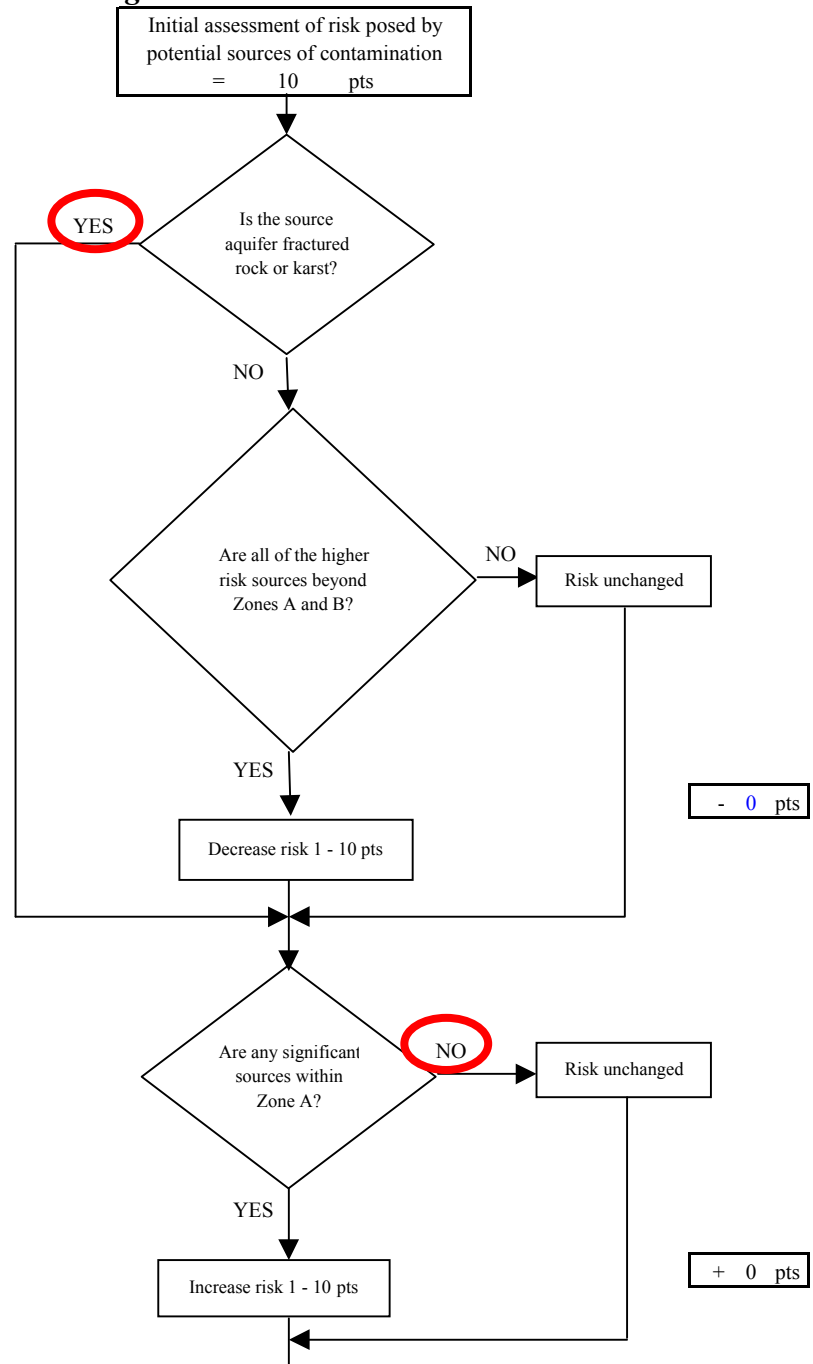 Initial assessment of risk posed by
potential sources of contamination
= 10 pts
YES
Is the source
aquifer fractured
rock or karst?
NO
Are all of the higher
risk sources beyond
Zones A and B?
NO
Risk unchanged
YES
- 0 pts
Decrease risk 1 - 10 pts
Are any significant
sources within
Zone A?
NO
Risk unchanged
YES
+ 0 pts
Increase risk 1 - 10 pts